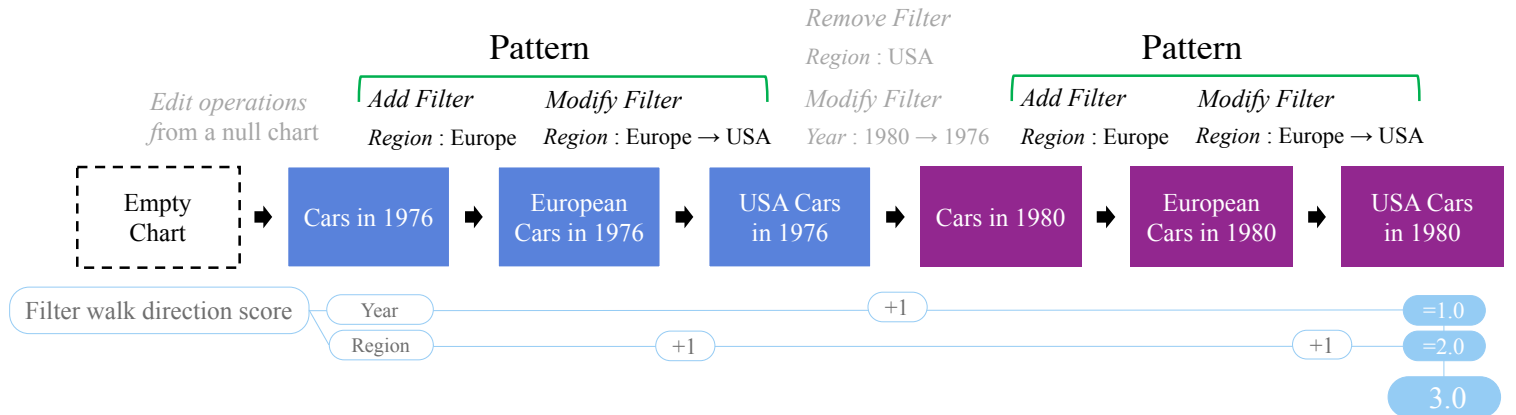 Remove Filter
Region : USA
Pattern
Pattern
Edit operations
from a null chart
Add Filter
Region : Europe
Modify Filter
Region : Europe → USA
Modify Filter
Year : 1980 → 1976
Add Filter
Region : Europe
Modify Filter
Region : Europe → USA
Empty
Chart
Cars in 1976
European
Cars in 1976
USA Cars
in 1976
Cars in 1980
European
Cars in 1980
USA Cars
in 1980
Filter walk direction score
Year
+1
=1.0
Region
+1
+1
=2.0
3.0